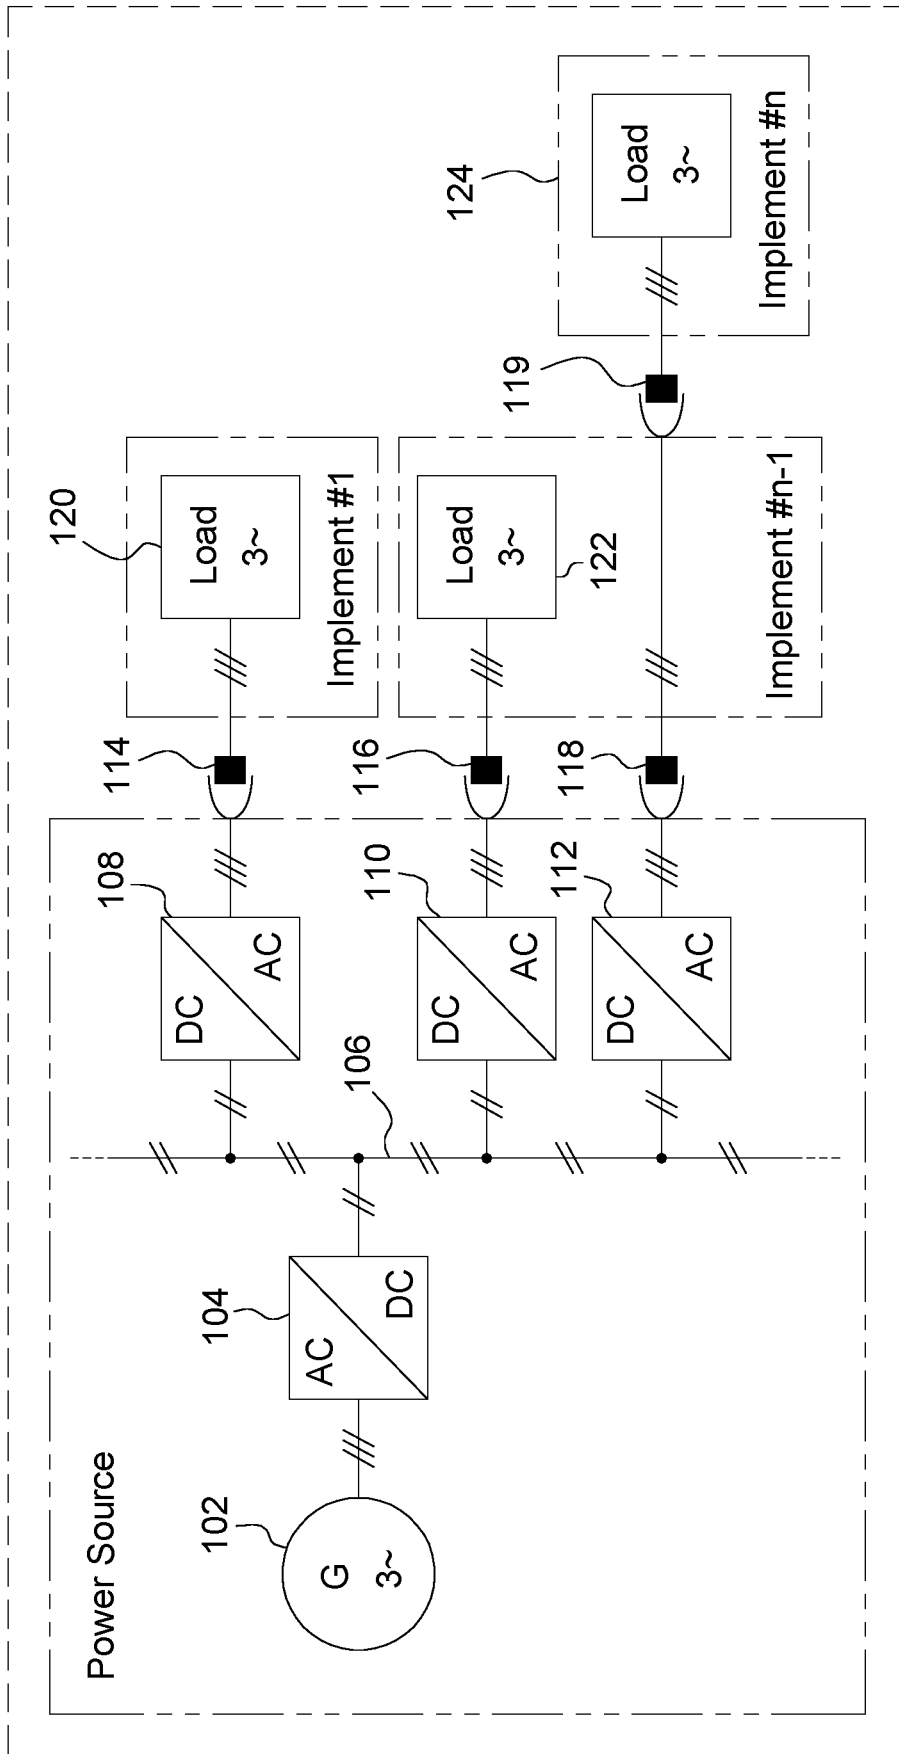 Power Source
102
G
3~
104
AC
DC
106
108
DC
AC
110
DC
AC
112
DC
AC
114
116
118
120
Load
3~
Implement #1
Load
3~
122
Implement #n-1
119
124
Load
3~
Implement #n